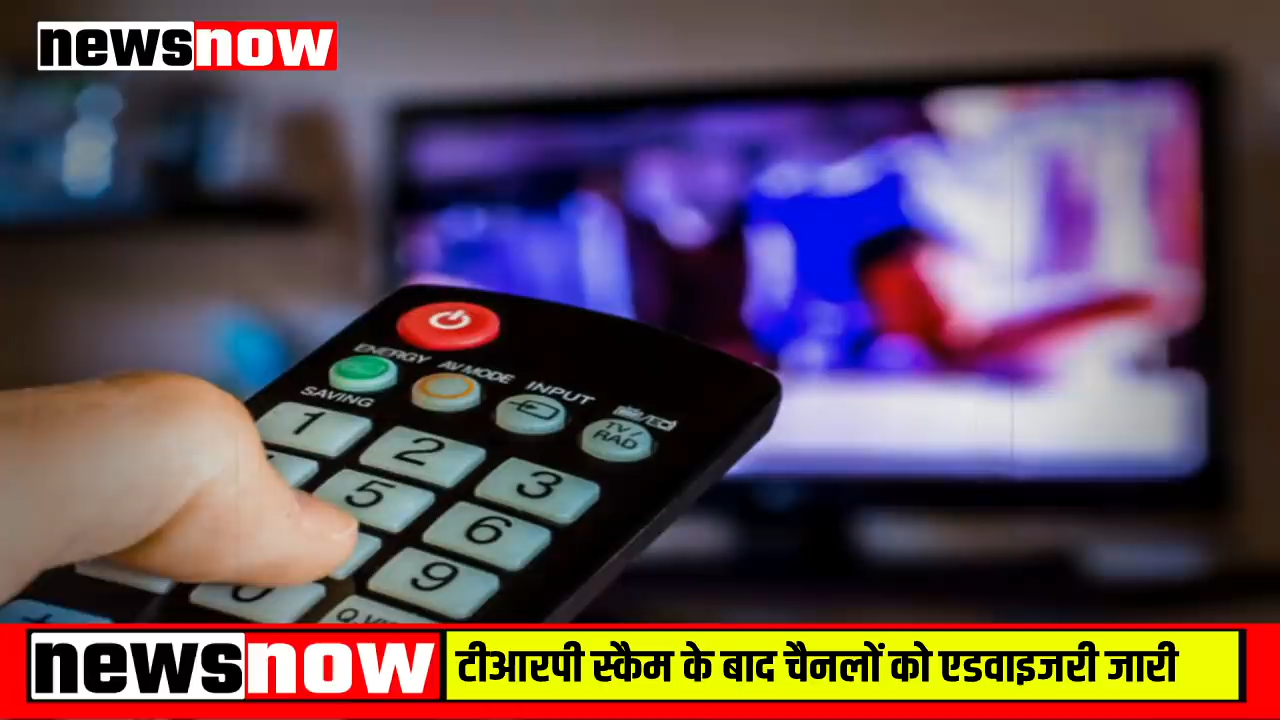 newsnow
ENERGY
AV MODE
INPUT
SAVING
TV/
RAD
1
2
3
5
6
9
0
newsnow
टीआरपी स्कैम के बाद चैनलों को एडवाइजरी जारी